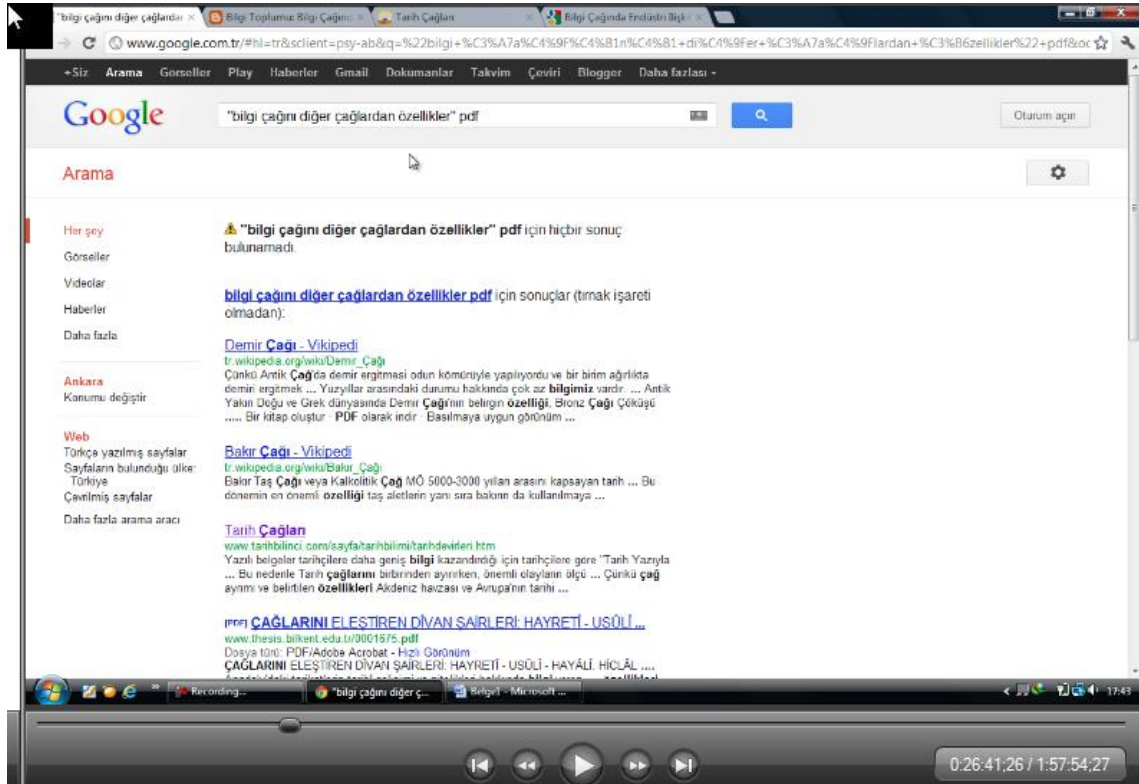 "bilgi çağını diğer çağlardan
Bilgi Toplumu: Bilgi Çağını
Tarih Çağları
Bilgi Çağında Endüstri İlişki
www.google.com.tr/#hl=tr&sclient=psy-ab&q=%22bilgi+%C3%A7a%C4%9F%C4%B1n%C4%B1+di%C4%9Fer+%C3%A7a%C4%9Flardan+%C3%B6zellikler%22+pdf&oc
+Siz Arama Görseller Play Haberler Gmail Dokümanlar Takvim Çeviri Blogger Daha fazlası
Google
"bilgi çağını diğer çağlardan özellikler" pdf
Oturum açın
Arama
Her şey
Görseller
Videolar
Haberler
Daha fazla
Ankara
Konumu değiştir
Web
Türkçe yazılmış sayfalar
Sayfaların bulunduğu ülke:
Türkiye
Çevrilmiş sayfalar
Daha fazla arama aracı
"bilgi çağını diğer çağlardan özellikler" pdf için hiçbir sonuç
bulunamadı.
bilgi çağını diğer çağlardan özellikler pdf için sonuçlar (tırnak işareti
olmadan):
Demir Çağı - Vikipedi
tr.wikipedia.org/wiki/Demir_Çağı
Çünkü Antik Çağ'da demir ergitmesi odun kömürüyle yapılıyordu ve bir birim ağırlıkta
demiri ergitmek ... Yüzyıllar arasındaki durumu hakkında çok az bilgimiz vardır. ... Antik
Yakın Doğu ve Grek dünyasında Demir Çağı'nın belirgin özelliği, Bronz Çağı Çöküşü
..... Bir kitap oluştur · PDF olarak indir · Basılmaya uygun görünüm ...
Bakır Çağı - Vikipedi
tr.wikipedia.org/wiki/Bakır_Çağı
Bakır Taş Çağı veya Kalkolitik Çağ MÖ 5000-3000 yılları arasını kapsayan tarih ... Bu
dönemin en önemli özelliği taş aletlerin yanı sıra bakırın da kullanılmaya ...
Tarih Çağları
www.tarihbilinci.com/sayfa/tarihbilimi/tarihdevirleri.htm
Yazılı belgeler tarihçilere daha geniş bilgi kazandırdığı için tarihçilere göre "Tarih Yazıyla
... Bu nedenle Tarih çağlarını birbirinden ayırırken, önemli olayların ölçü ... Çünkü çağ
ayrımı ve belirtilen özellikleri Akdeniz havzası ve Avrupa'nın tarihi ...
[PDF] ÇAĞLARINI ELEŞTİREN DİVAN ŞAİRLERİ: HAYRETÎ - USÛLÎ ...
www.thesis.bilkent.edu.tr/0001675.pdf
Dosya türü: PDF/Adobe Acrobat - Hızlı Görünüm
ÇAĞLARINI ELEŞTİREN DİVAN ŞAİRLERİ: HAYRETÎ - USÛLÎ - HAYÂLÎ. HİCLÂL ....
Recording...
"bilgi çağını diğer ç...
Belge1 - Microsoft ...
17:43
0:26:41;26 / 1:57:54;27